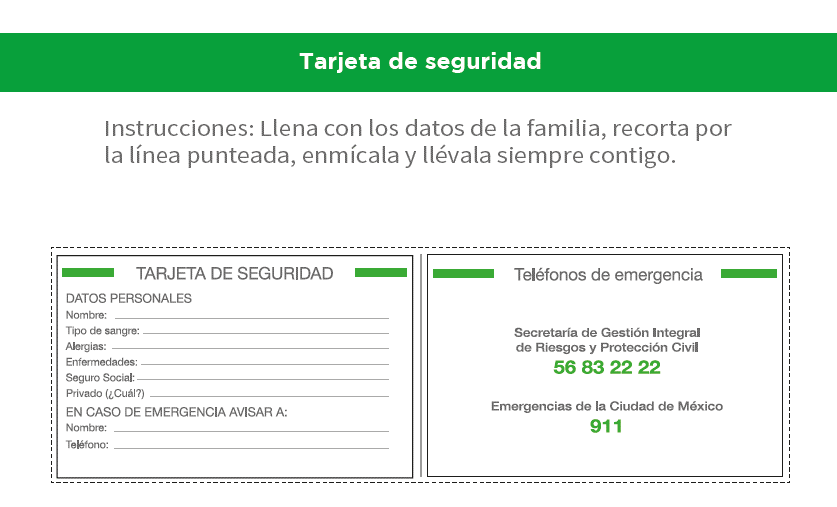 Tarjeta de seguridad
Instrucciones: Llena con los datos de la familia, recorta por
la línea punteada, enmícala y llévala siempre contigo.
TARJETA DE SEGURIDAD
DATOS PERSONALES
Nombre:
Tipo de sangre:
Alergias:
Enfermedades:
Seguro Social:
Privado (¿Cuál?)
EN CASO DE EMERGENCIA AVISAR A:
Nombre:
Teléfono:
Teléfonos de emergencia
Secretaría de Gestión Integral
de Riesgos y Protección Civil
56 83 22 22
Emergencias de la Ciudad de México
911